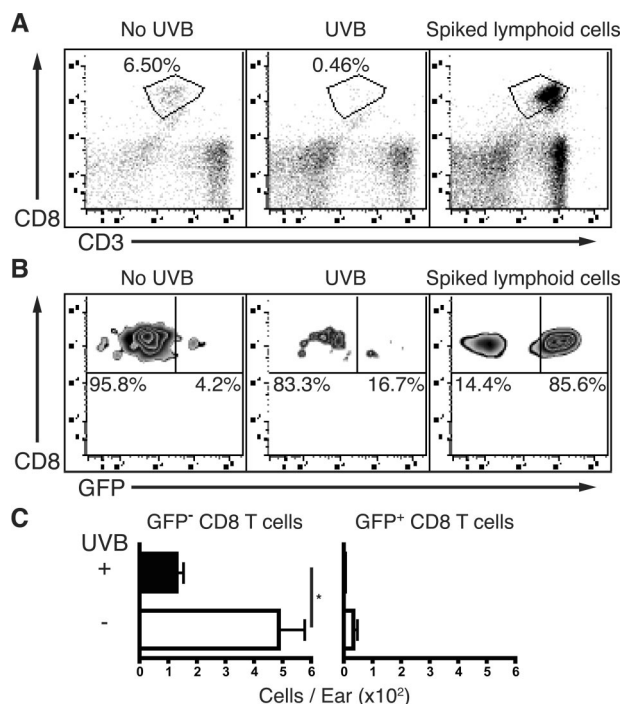 A
No UVB UVB Spiked lymphoid cells
6.50% 0.46%
CD8
CD3
B
No UVB UVB Spiked lymphoid cells
95.8% 4.2% 83.3% 16.7% 14.4% 85.6%
CD8
GFP
C
GFP⁻ CD8 T cells GFP⁺ CD8 T cells
UVB
+
*
-
0 1 2 3 4 5 6 0 1 2 3 4 5 6
Cells / Ear (x10²)